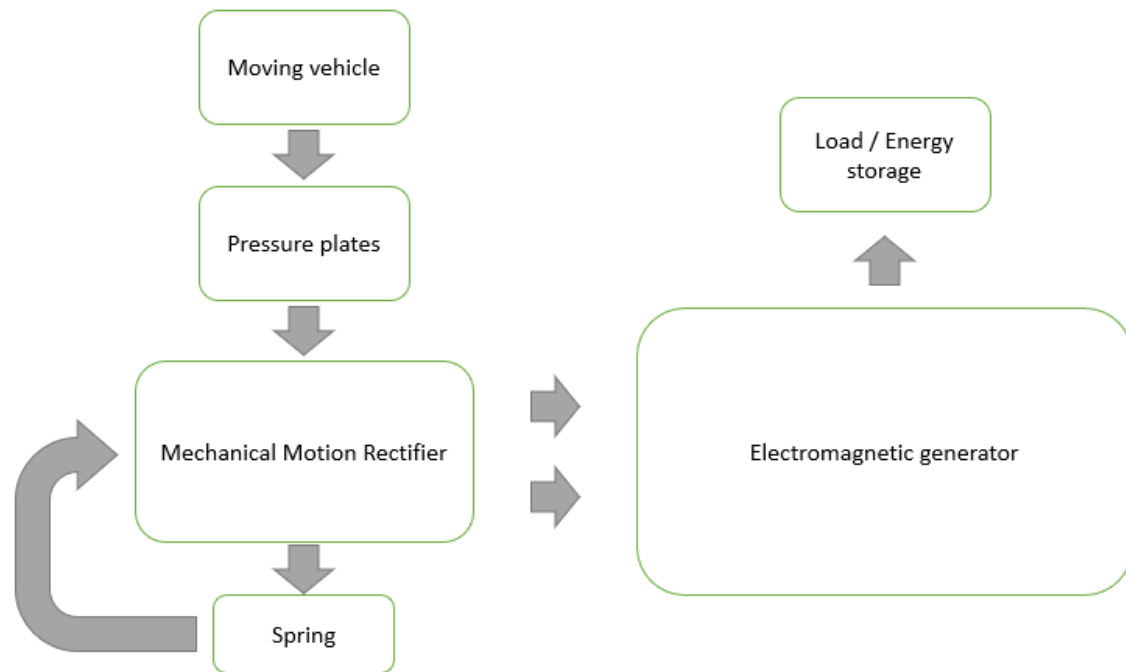 Moving vehicle
Pressure plates
Mechanical Motion Rectifier
Spring
Load / Energy
storage
Electromagnetic generator